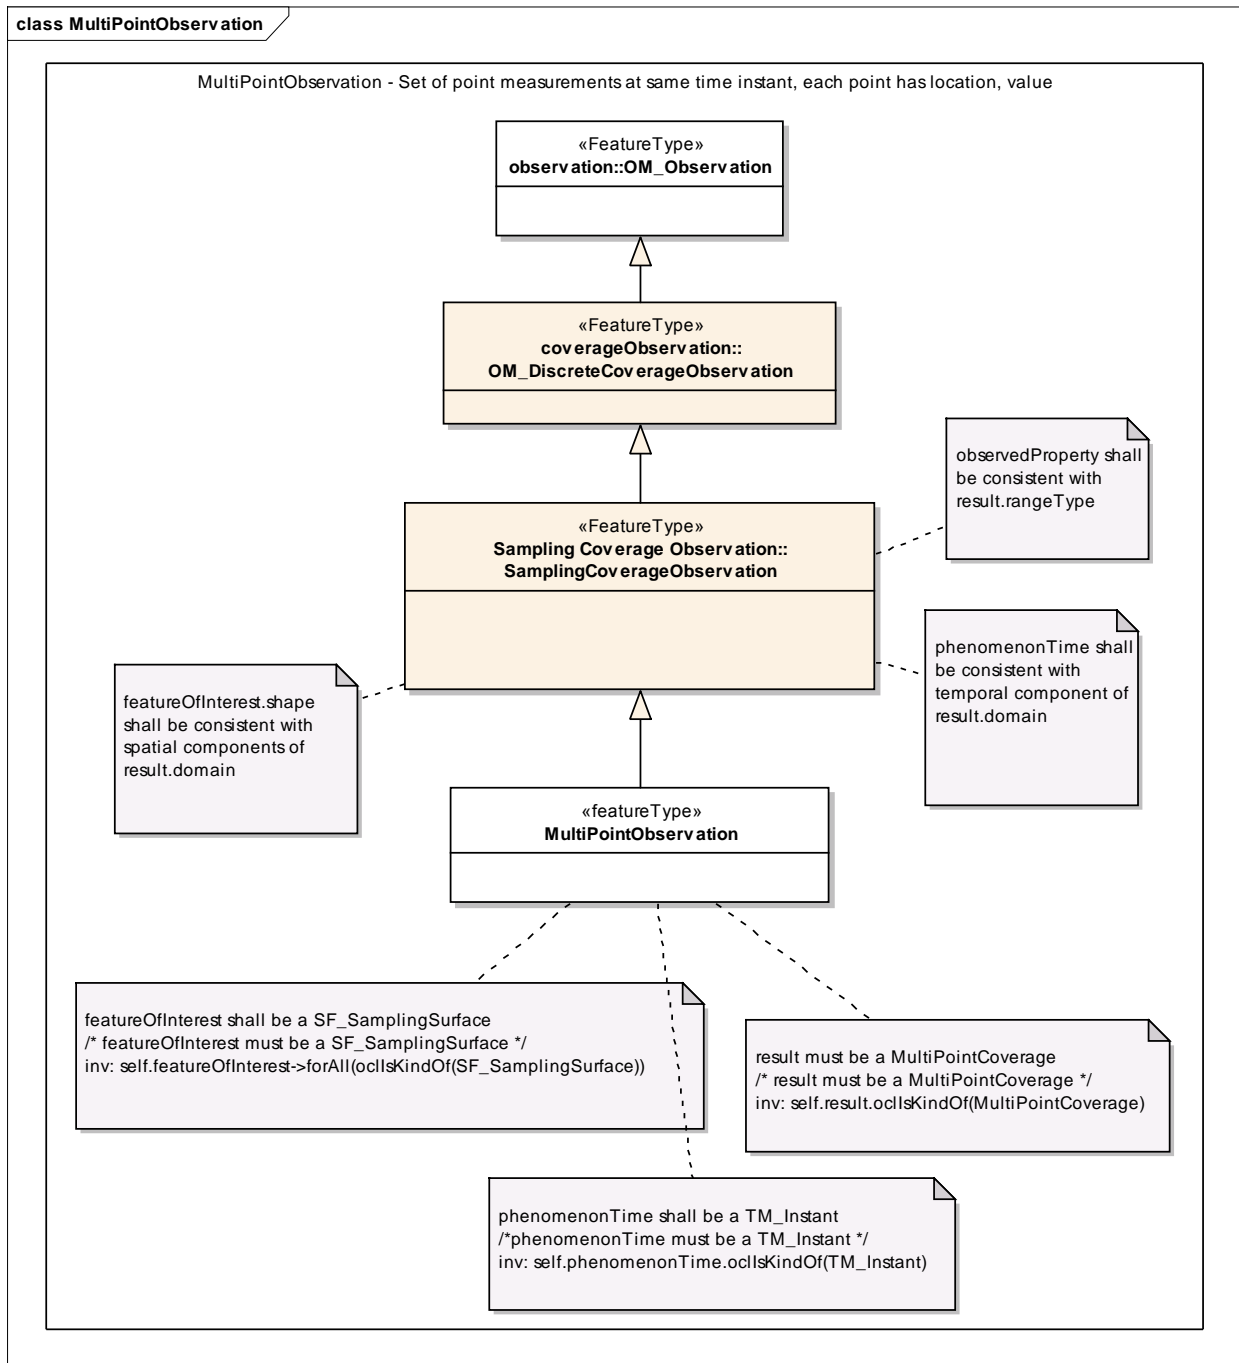 class MultiPointObservation
MultiPointObservation - Set of point measurements at same time instant, each point has location, value
«FeatureType»
observation::OM_Observation
«FeatureType»
coverageObservation::
OM_DiscreteCoverageObservation
observedProperty shall
be consistent with
result.rangeType
«FeatureType»
Sampling Coverage Observation::
SamplingCoverageObservation
phenomenonTime shall
be consistent with
temporal component of
result.domain
featureOfInterest.shape
shall be consistent with
spatial components of
result.domain
«featureType»
MultiPointObservation
featureOfInterest shall be a SF_SamplingSurface
/* featureOfInterest must be a SF_SamplingSurface */
inv: self.featureOfInterest->forAll(oclIsKindOf(SF_SamplingSurface))
result must be a MultiPointCoverage
/* result must be a MultiPointCoverage */
inv: self.result.oclIsKindOf(MultiPointCoverage)
phenomenonTime shall be a TM_Instant
/*phenomenonTime must be a TM_Instant */
inv: self.phenomenonTime.oclIsKindOf(TM_Instant)